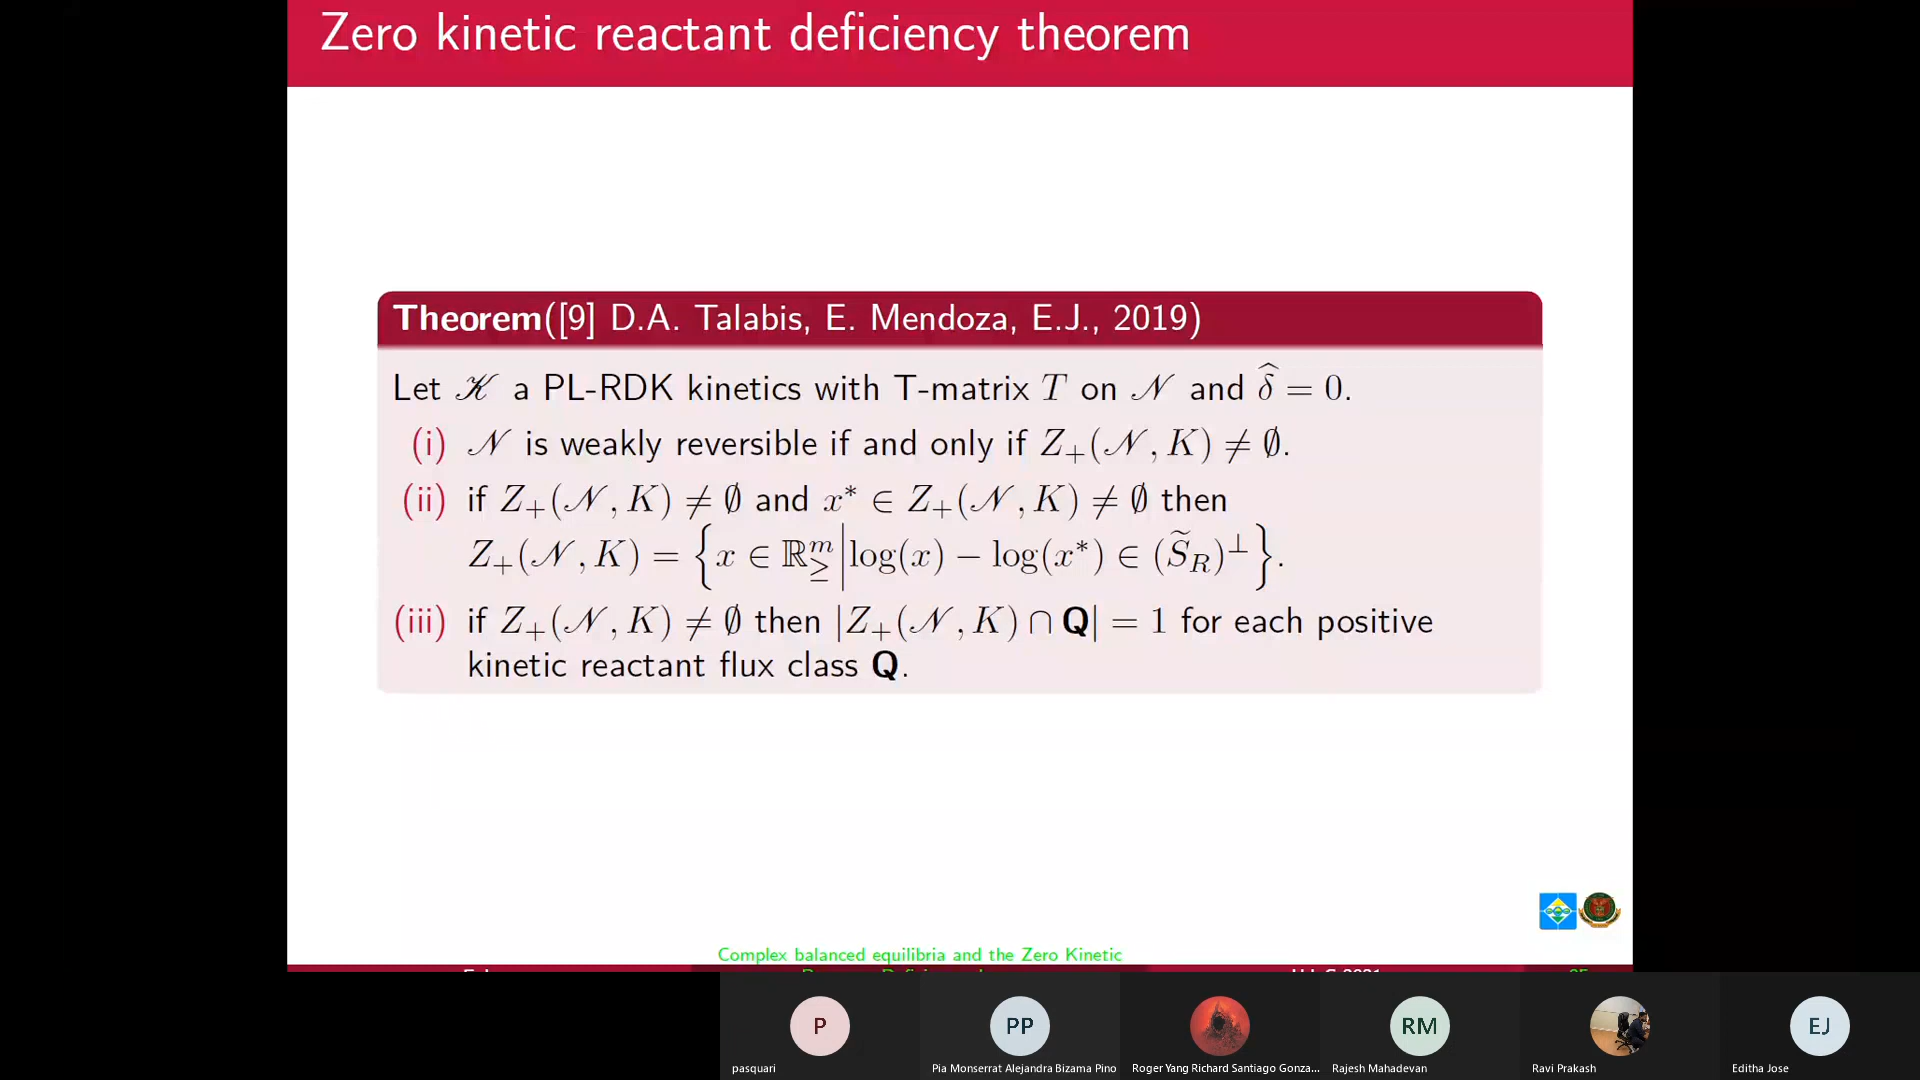 Zero kinetic reactant deficiency theorem
Theorem([9] D.A. Talabis, E. Mendoza, E.J., 2019)
Let 𝒦 a PL-RDK kinetics with T-matrix T on 𝒩 and δ̂ = 0.
(i) 𝒩 is weakly reversible if and only if Z₊(𝒩, K) ≠ ∅.
(ii) if Z₊(𝒩, K) ≠ ∅ and x* ∈ Z₊(𝒩, K) ≠ ∅ then
Z₊(𝒩, K) = {x ∈ ℝᵐ≥ | log(x) − log(x*) ∈ (S̃_R)^⊥}.
(iii) if Z₊(𝒩, K) ≠ ∅ then |Z₊(𝒩, K) ∩ Q| = 1 for each positive
kinetic reactant flux class Q.
Complex balanced equilibria and the Zero Kinetic
P
PP
RM
EJ
pasquari
Pia Monserrat Alejandra Bizama Pino
Roger Yang Richard Santiago Gonza...
Rajesh Mahadevan
Ravi Prakash
Editha Jose